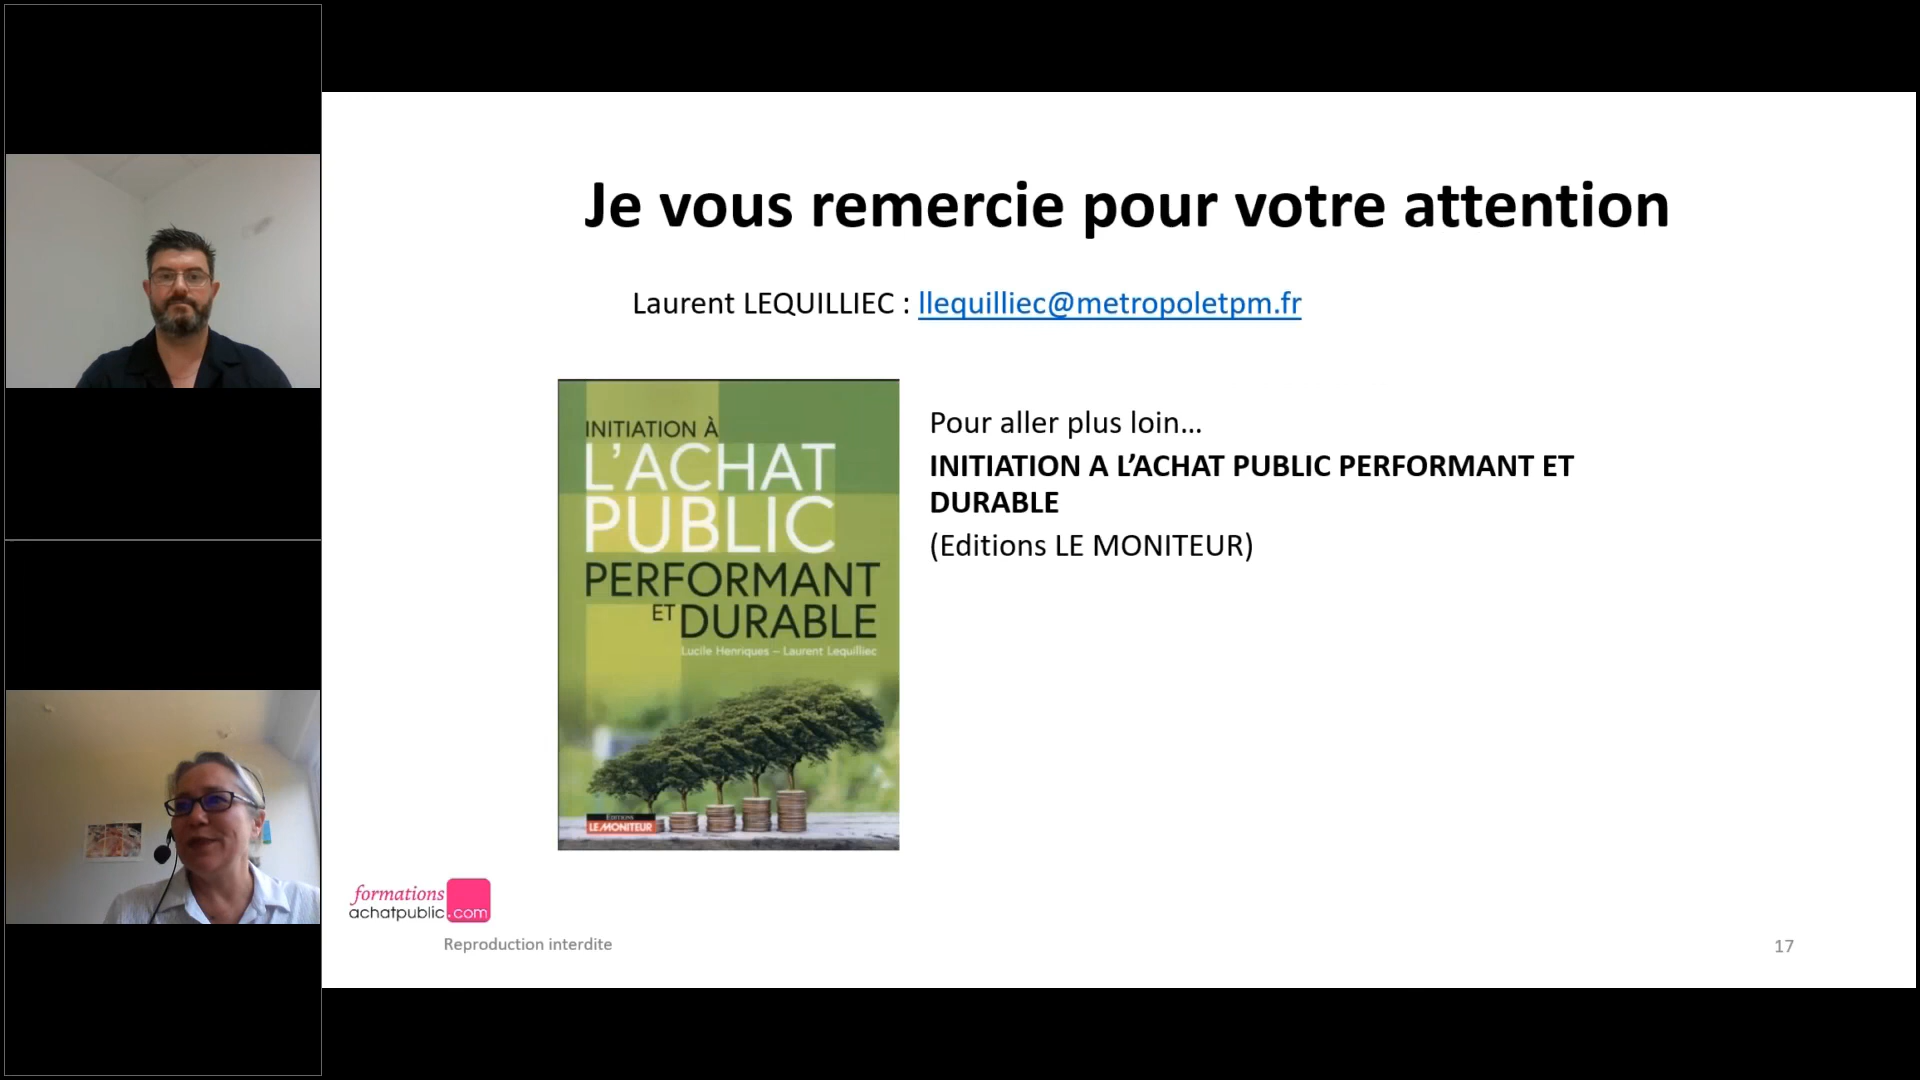 Je vous remercie pour votre attention
Laurent LEQUILLIEC : llequilliec@metropoletpm.fr
INITIATION À
L'ACHAT
PUBLIC
PERFORMANT
ET DURABLE
Lucile Henriques – Laurent Lequilliec
EDITIONS
LE MONITEUR
Pour aller plus loin…
INITIATION A L’ACHAT PUBLIC PERFORMANT ET
DURABLE
(Editions LE MONITEUR)
formations
achatpublic.com
Reproduction interdite
17